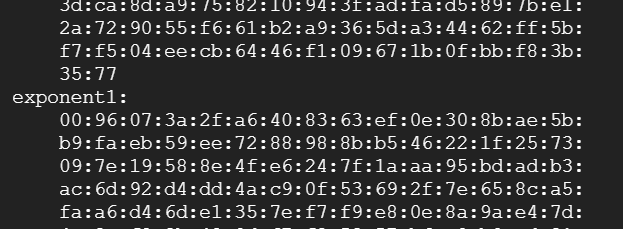 3d:ca:8d:a9:75:82:10:94:3f:ad:fa:d5:89:7b:e1:
2a:72:90:55:f6:61:b2:a9:36:5d:a3:44:62:ff:5b:
f7:f5:04:ee:cb:64:46:f1:09:67:1b:0f:bb:f8:3b:
35:77
exponent1:
00:96:07:3a:2f:a6:40:83:63:ef:0e:30:8b:ae:5b:
b9:fa:eb:59:ee:72:88:98:8b:b5:46:22:1f:25:73:
09:7e:19:58:8e:4f:e6:24:7f:1a:aa:95:bd:ad:b3:
ac:6d:92:d4:dd:4a:c9:0f:53:69:2f:7e:65:8c:a5:
fa:a6:d4:6d:e1:35:7e:f7:f9:e8:0e:8a:9a:e4:7d: